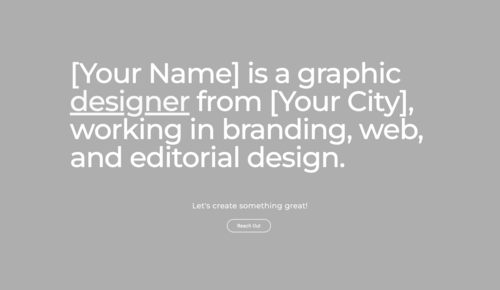 [Your Name] is a graphic
designer from [Your City],
working in branding, web,
and editorial design.
Let's create something great!
Reach Out